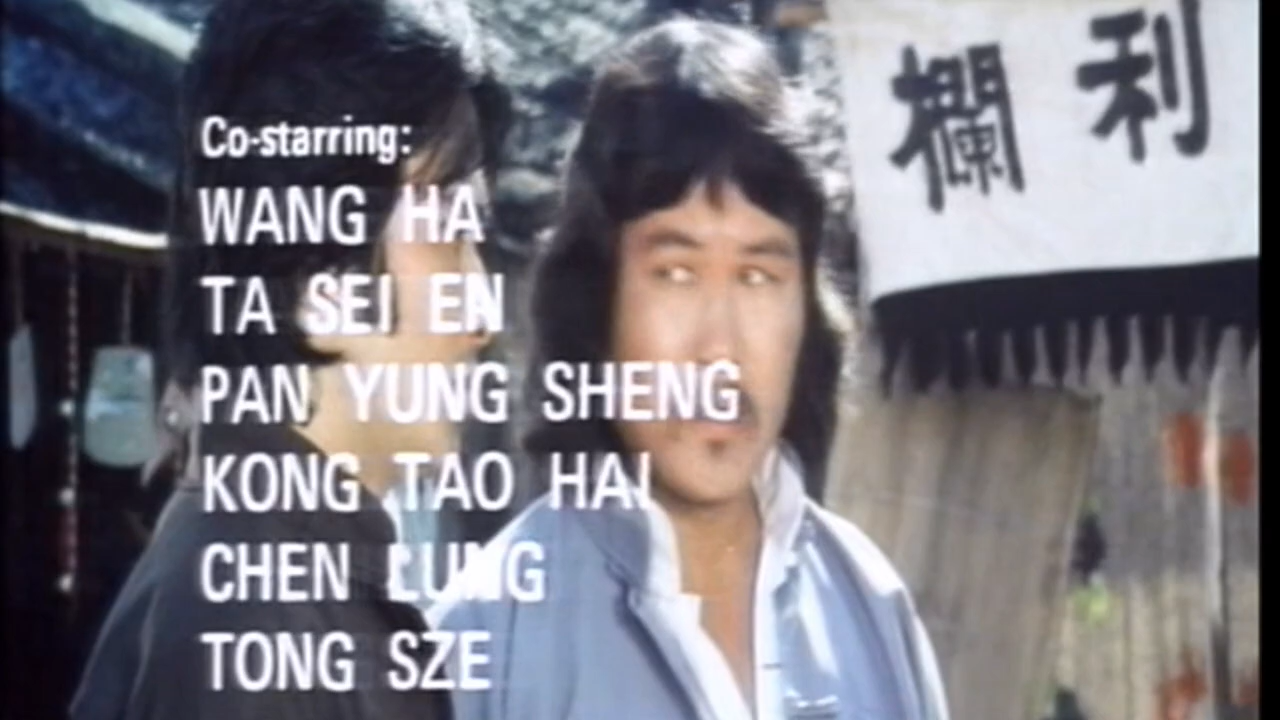 Co-starring:
WANG HA
TA SEI EN
PAN YUNG SHENG
KONG TAO HAI
CHEN LUNG
TONG SZE
欄利